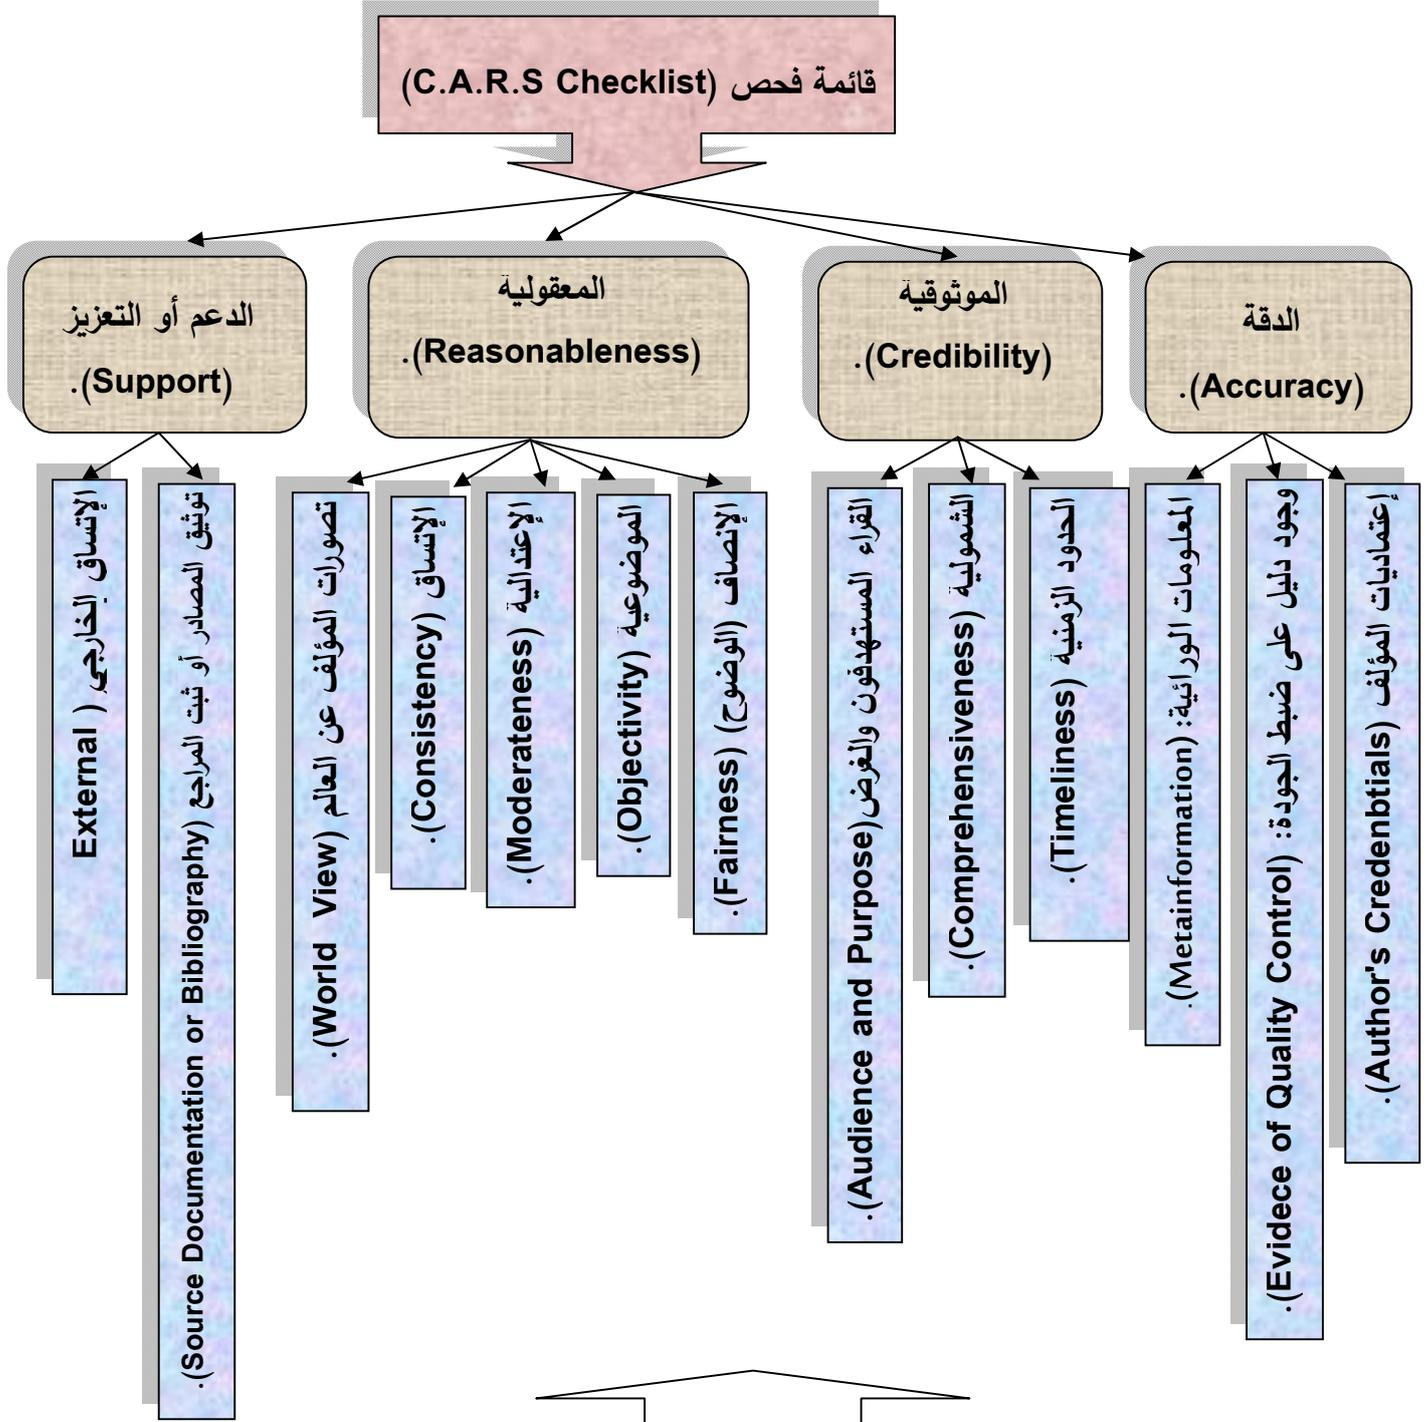 قائمة فحص (C.A.R.S Checklist)
الدقة
(Accuracy).
الموثوقية
(Credibility).
المعقولية
(Reasonableness).
الدعم أو التعزيز
(Support).
إعتماديات المؤلف (Author's Credenbtials).
وجود دليل على ضبط الجودة: (Evidece of Quality Control).
المعلومات الورائية: (Metainformation).
الحدود الزمنية (Timeliness).
الشمولية (Comprehensiveness).
القراء المستهدفون والغرض(Audience and Purpose).
الإنصاف (الوضوح) (Fairness).
الموضوعية (Objectivity).
الإعتدالية (Moderateness).
الإتساق (Consistency).
تصورات المؤلف عن العالم (World View).
توثيق المصادر أو ثبت المراجع (Source Documentation or Bibliography).
الإتساق الخارجي ( External